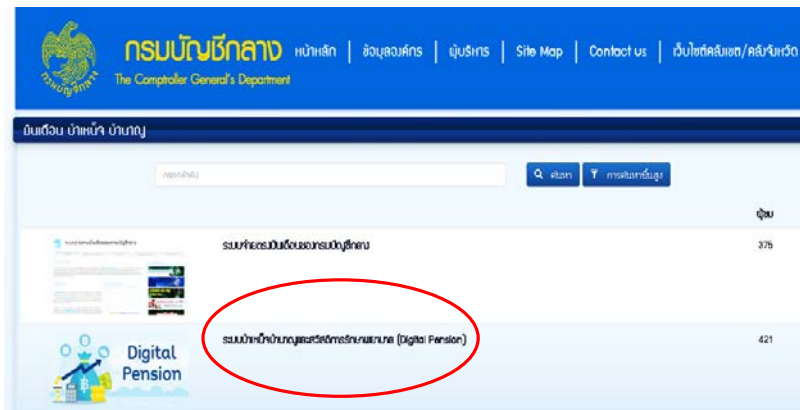 กรมบัญชีกลาง
The Comptroller General's Department
หน้าหลัก | ข้อมูลองค์กร | ผู้บริหาร | Site Map | Contact us | เว็บไซต์คลังเขต/คลังจังหวัด
เงินเดือน บำเหน็จ บำนาญ
กรอกคำค้น
ค้นหา
การค้นหาขั้นสูง
ผู้ชม
ระบบจ่ายตรงเงินเดือนของกรมบัญชีกลาง
375
Digital
Pension
ระบบบำเหน็จบำนาญและสวัสดิการรักษาพยาบาล (Digital Pension)
421